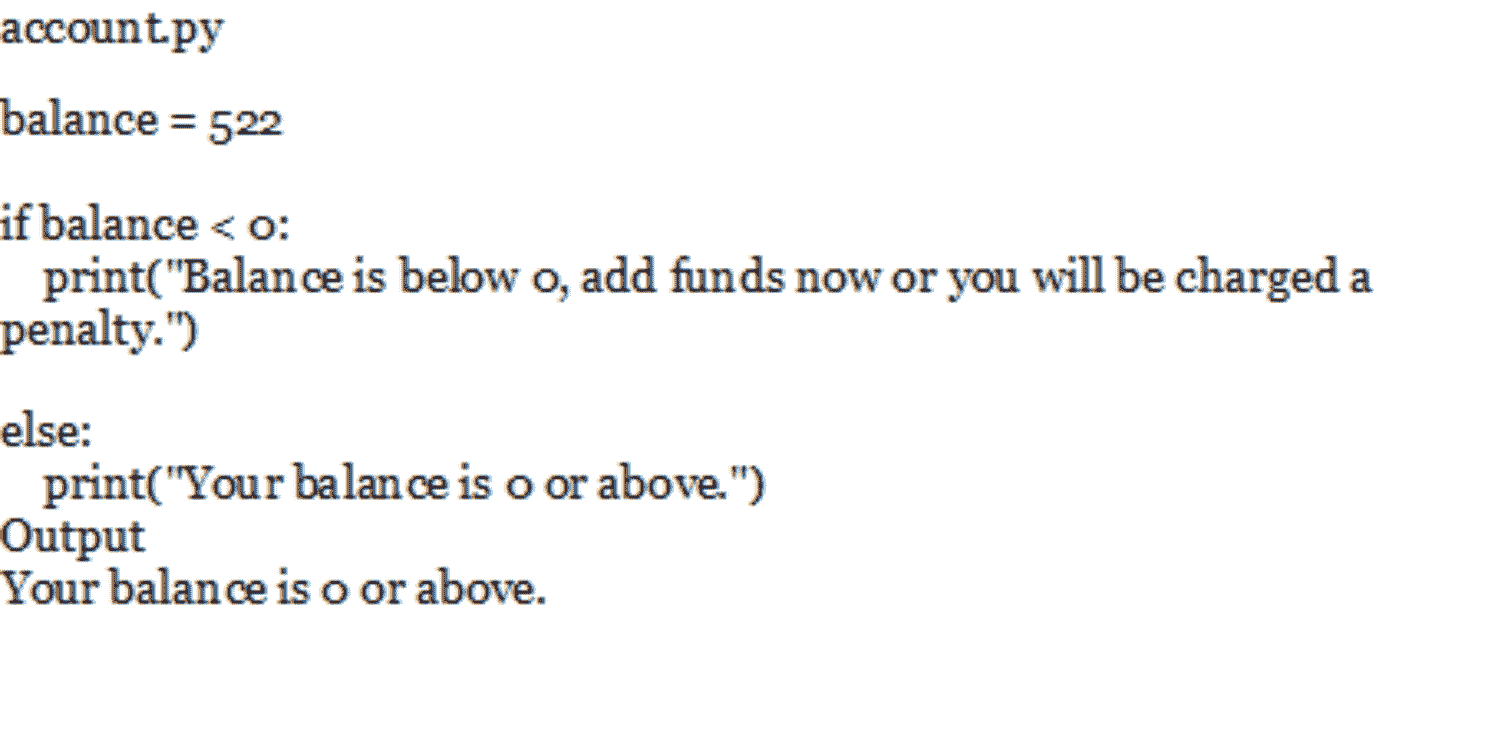 account.py
balance = 522
if balance < 0:
    print("Balance is below 0, add funds now or you will be charged a
penalty.")
else:
    print("Your balance is 0 or above.")
Output
Your balance is 0 or above.